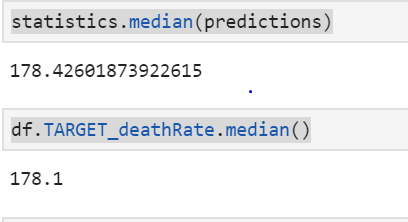 statistics.median(predictions)
178.42601873922615
df.TARGET_deathRate.median()
178.1